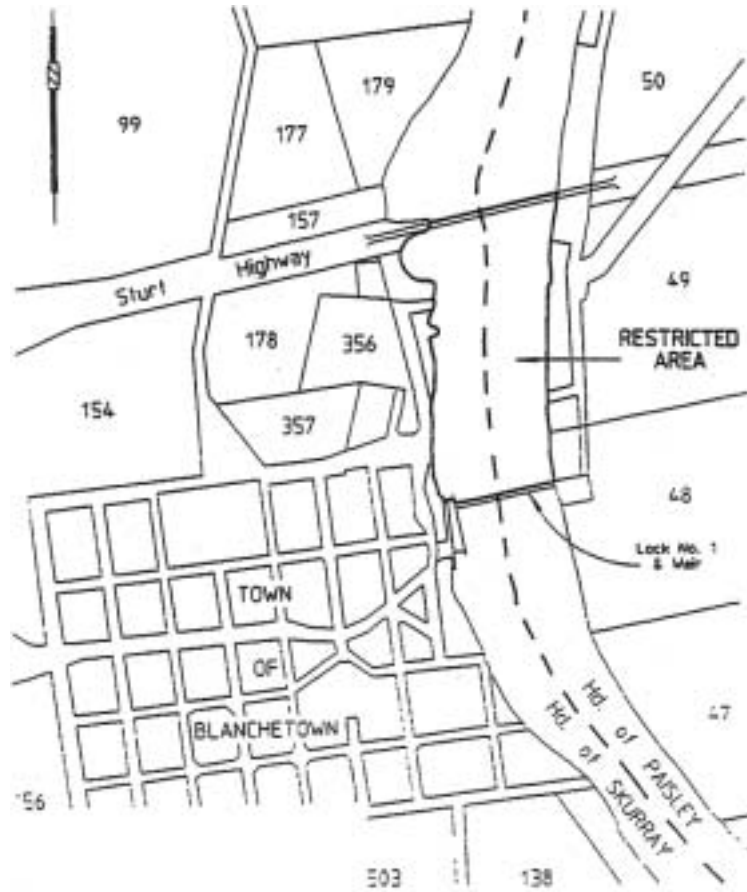 50
179
99
177
157
Sturt Highway
49
178
356
RESTRICTED
AREA
154
357
48
Lock No. 1
& Weir
TOWN
OF
BLANCHETOWN
Hd. of PAISLEY
Hd. of SKURRAY
47
138